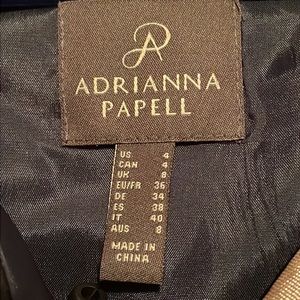 ADRIANNA
PAPELL
US 4
CAN 4
UK 8
EU/FR 36
DE 34
ES 38
IT 40
AUS 8
MADE IN
CHINA